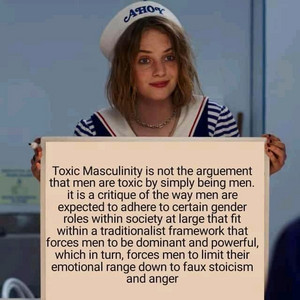 AHOY
Toxic Masculinity is not the arguement
that men are toxic by simply being men.
it is a critique of the way men are
expected to adhere to certain gender
roles within society at large that fit
within a traditionalist framework that
forces men to be dominant and powerful,
which in turn, forces men to limit their
emotional range down to faux stoicism
and anger